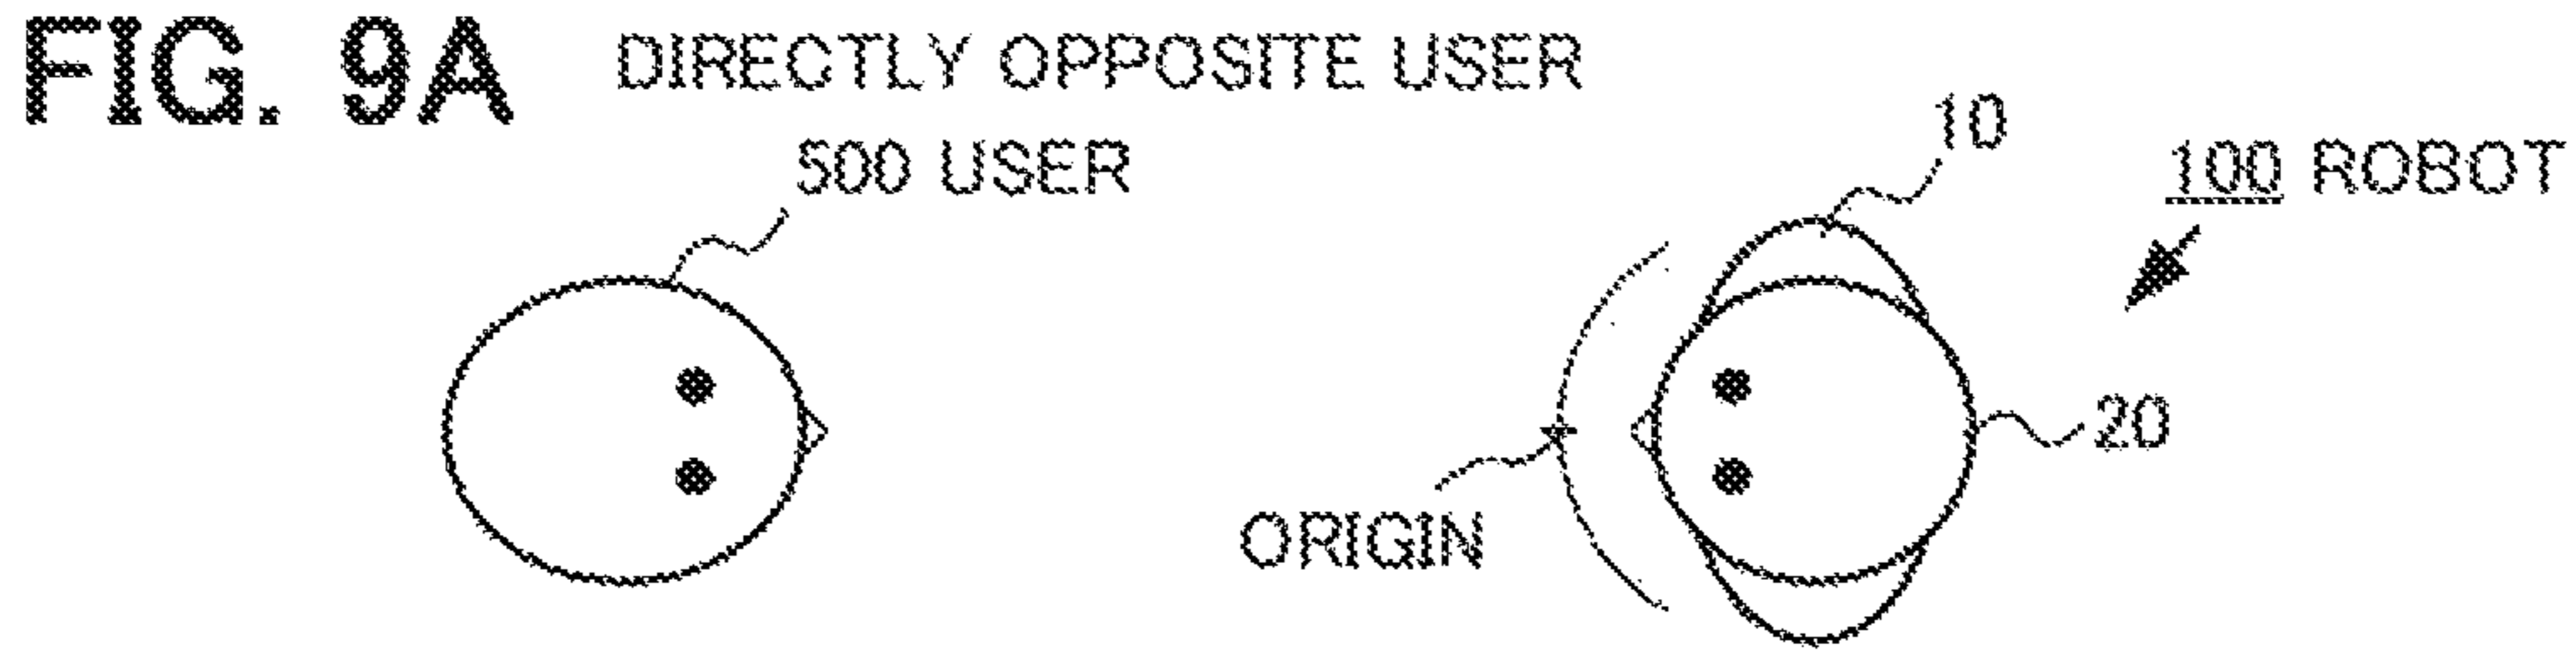 FIG. 9A DIRECTLY OPPOSITE USER
500 USER
10
100 ROBOT
20
ORIGIN